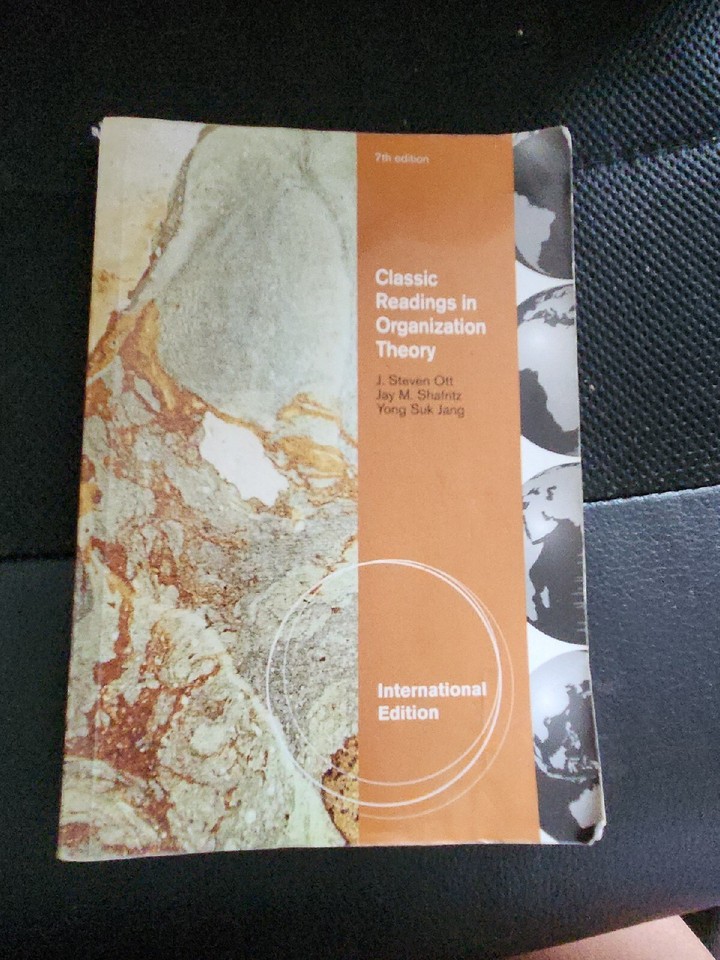 7th edition
Classic
Readings in
Organization
Theory
J. Steven Ott
Jay M. Shafritz
Yong Suk Jang
International
Edition